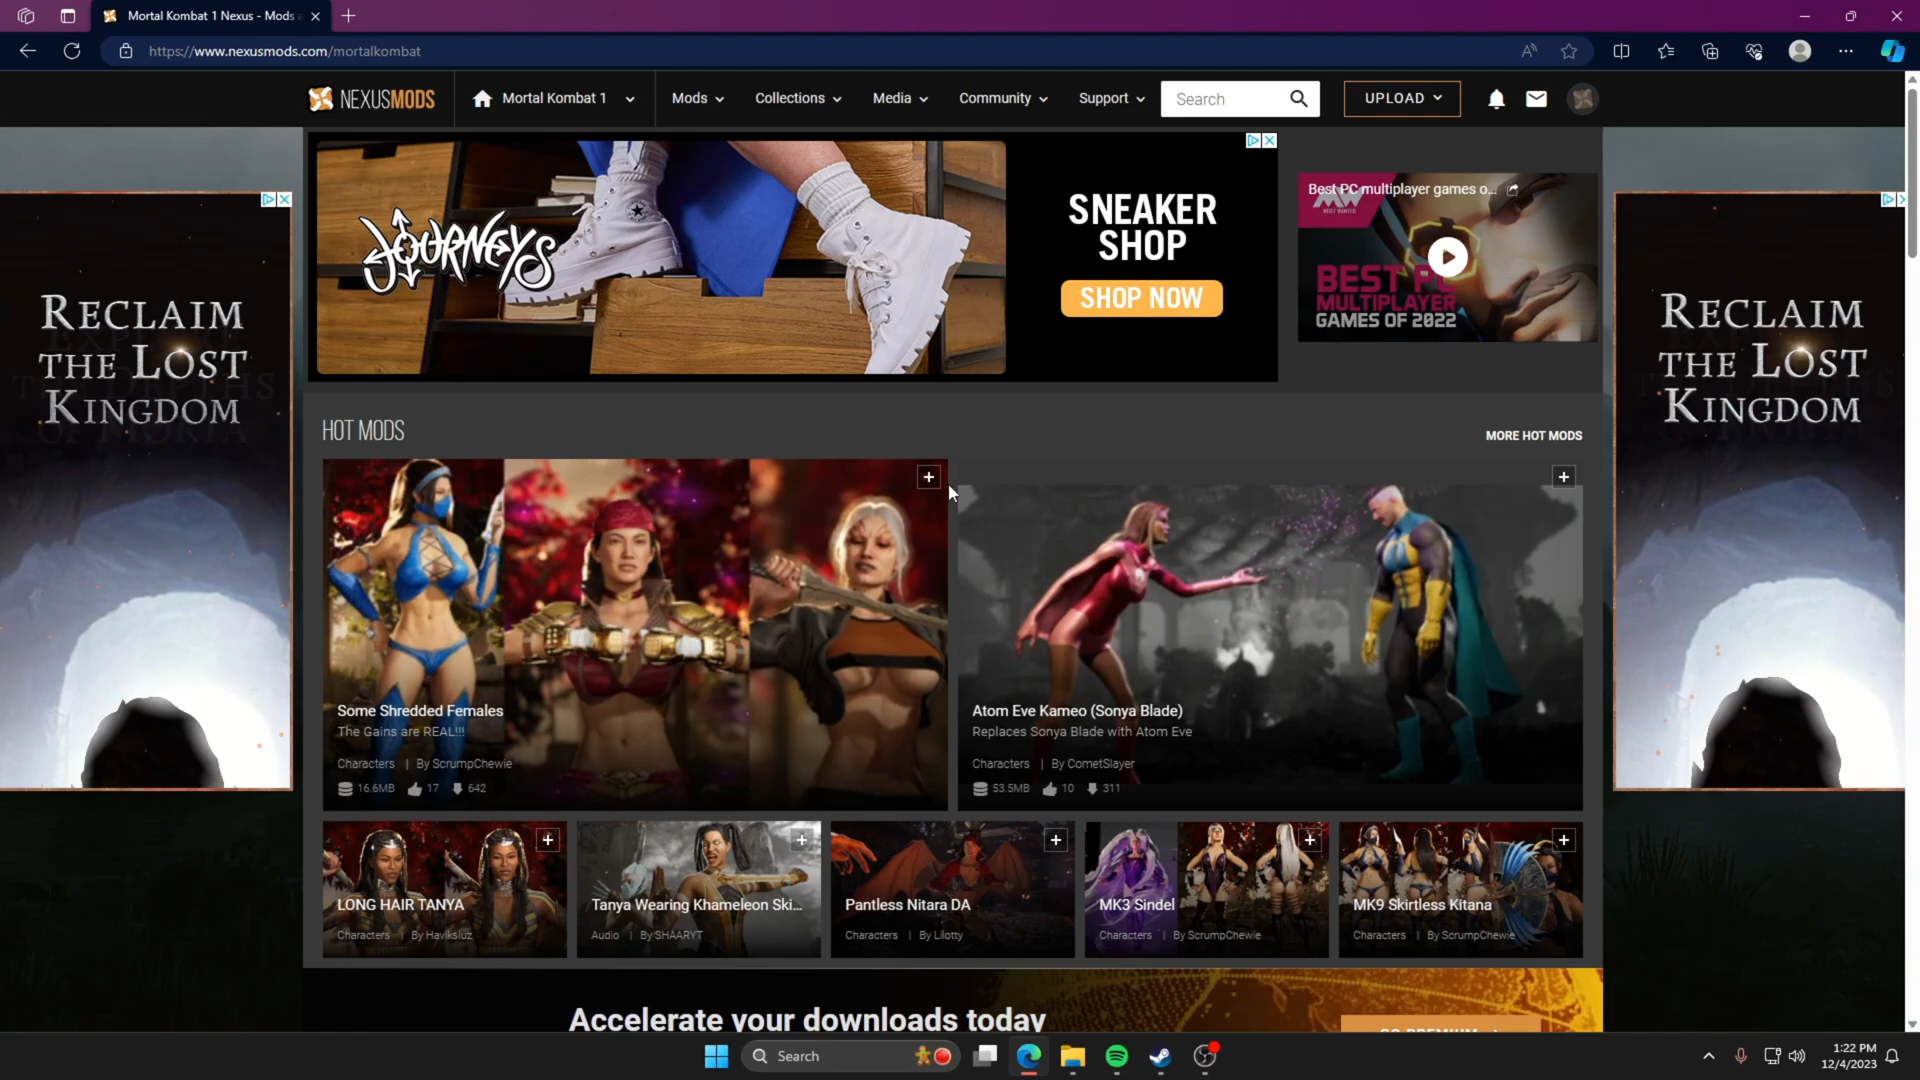 Mortal Kombat 1 Nexus - Mods a
https://www.nexusmods.com/mortalkombat
NEXUSMODS
Mortal Kombat 1
Mods
Collections
Media
Community
Support
Search
UPLOAD
JOURNEYS
SNEAKER
SHOP
SHOP NOW
Best PC multiplayer games o...
MW
MOST WANTED
BEST PC
MULTIPLAYER
GAMES OF 2022
RECLAIM
THE LOST
KINGDOM
RECLAIM
THE LOST
KINGDOM
HOT MODS
MORE HOT MODS
Some Shredded Females
The Gains are REAL!!!
Characters | By ScrumpChewie
16.6MB 17 642
Atom Eve Kameo (Sonya Blade)
Replaces Sonya Blade with Atom Eve
Characters | By CometSlayer
53.5MB 10 311
LONG HAIR TANYA
Characters | By Haviksluz
Tanya Wearing Khameleon Ski...
Audio | By SHAARYT
Pantless Nitara DA
Characters | By Lilotty
MK3 Sindel
Characters | By ScrumpChewie
MK9 Skirtless Kitana
Characters | By ScrumpChewie
Accelerate your downloads today
GO PREMIUM
Search
1:22 PM
12/4/2023